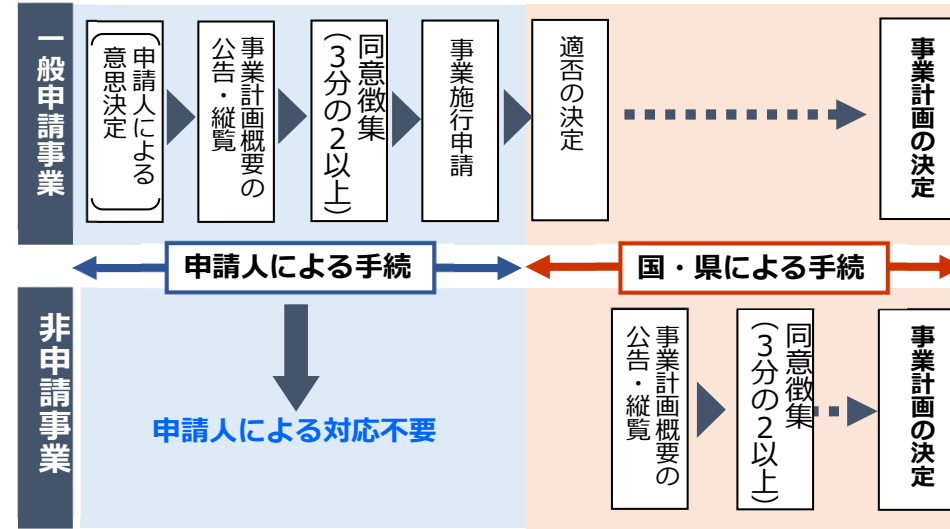 一般申請事業
申請人による
意思決定
事業計画概要の
公告・縦覧
同意徴集
（３分の２以上）
事業施行申請
適否の決定
事業計画の決定
申請人による手続
国・県による手続
非申請事業
申請人による対応不要
事業計画概要の
公告・縦覧
同意徴集
（３分の２以上）
事業計画の決定